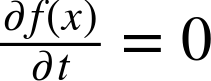 ∂f(x)/∂t = 0